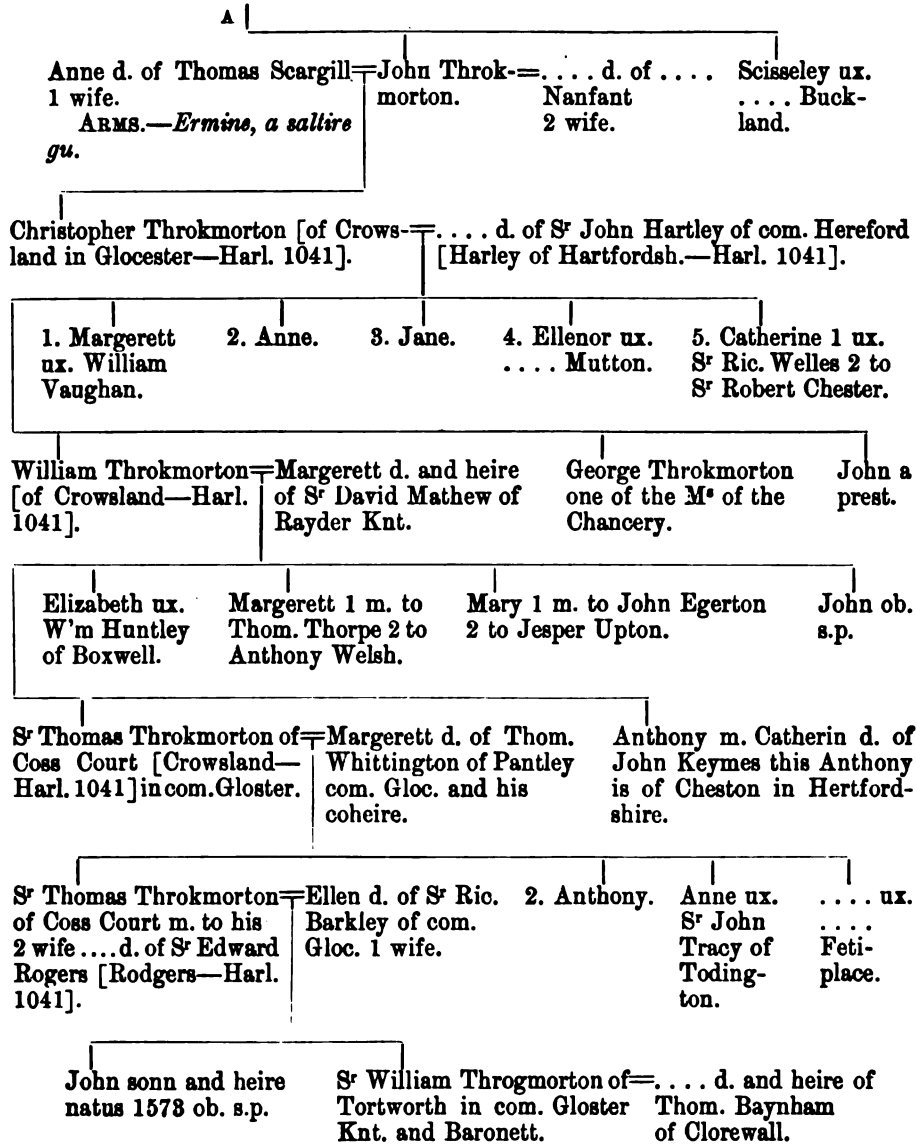 A
Anne d. of Thomas Scargill=John Throk-=. . . . d. of . . . . Scisseley ux.
1 wife. morton. Nanfant . . . . Buck-
ARMS.—Ermine, a saltire 2 wife. land.
gu.
Christopher Throkmorton [of Crows-=. . . . d. of Sʳ John Hartley of com. Hereford
land in Glocester—Harl. 1041]. [Harley of Hartfordsh.—Harl. 1041].
1. Margerett 2. Anne. 3. Jane. 4. Ellenor ux. 5. Catherine 1 ux.
ux. William . . . . Mutton. Sʳ Ric. Welles 2 to
Vaughan. Sʳ Robert Chester.
William Throkmorton=Margerett d. and heire George Throkmorton John a
[of Crowsland—Harl. of Sʳ David Mathew of one of the Mˢ of the prest.
1041]. Rayder Knt. Chancery.
Elizabeth ux. Margerett 1 m. to Mary 1 m. to John Egerton John ob.
W'm Huntley Thom. Thorpe 2 to 2 to Jesper Upton. s.p.
of Boxwell. Anthony Welsh.
Sʳ Thomas Throkmorton of=Margerett d. of Thom. Anthony m. Catherin d. of
Coss Court [Crowsland— Whittington of Pantley John Keymes this Anthony
Harl. 1041] in com. Gloster. com. Gloc. and his is of Cheston in Hertford-
coheire. shire.
Sʳ Thomas Throkmorton=Ellen d. of Sʳ Ric. 2. Anthony. Anne ux. . . . . ux.
of Coss Court m. to his Barkley of com. Sʳ John . . . .
2 wife . . . . d. of Sʳ Edward Gloc. 1 wife. Tracy of Feti-
Rogers [Rodgers—Harl. Toding- place.
1041]. ton.
John sonn and heire Sʳ William Throgmorton of=. . . . d. and heire of
natus 1573 ob. s.p. Tortworth in com. Gloster Thom. Baynham
Knt. and Baronett. of Clorewall.